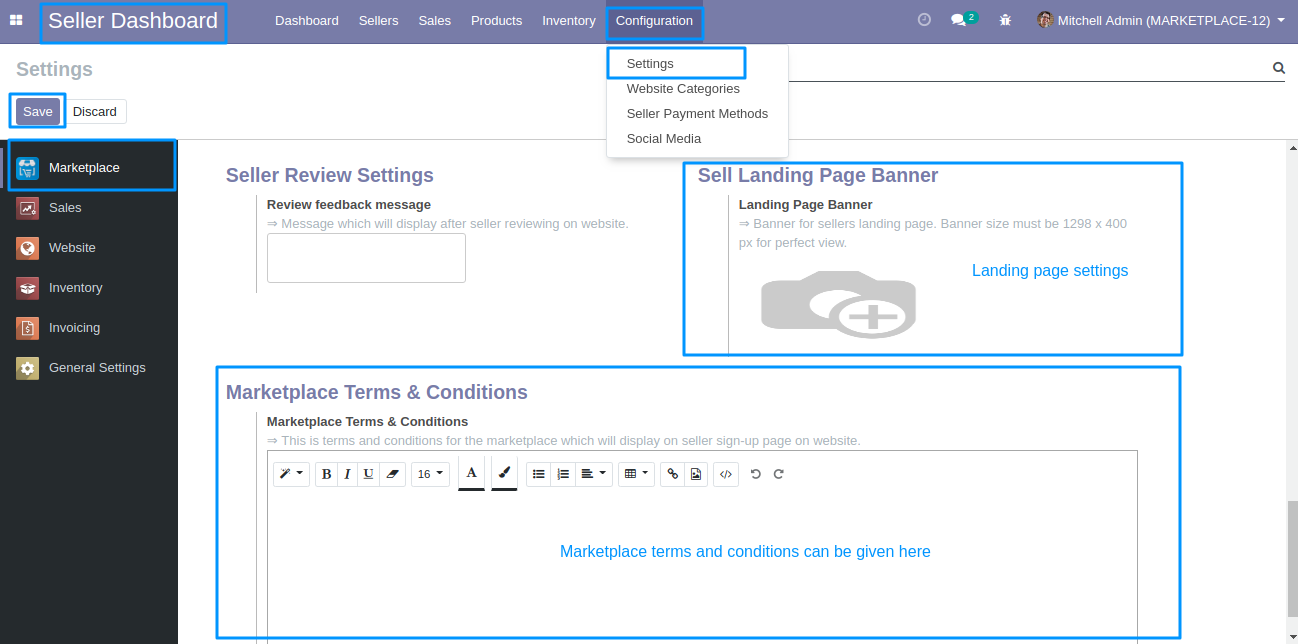 Seller Dashboard Dashboard Sellers Sales Products Inventory Configuration 2 Mitchell Admin (MARKETPLACE-12)
Settings
Save Discard
Settings
Website Categories
Seller Payment Methods
Social Media
Marketplace
Sales
Website
Inventory
Invoicing
General Settings
Seller Review Settings
Review feedback message
⇒ Message which will display after seller reviewing on website.
Sell Landing Page Banner
Landing Page Banner
⇒ Banner for sellers landing page. Banner size must be 1298 x 400
px for perfect view.
Landing page settings
Marketplace Terms & Conditions
Marketplace Terms & Conditions
⇒ This is terms and conditions for the marketplace which will display on seller sign-up page on website.
B I U 16 A </>
Marketplace terms and conditions can be given here